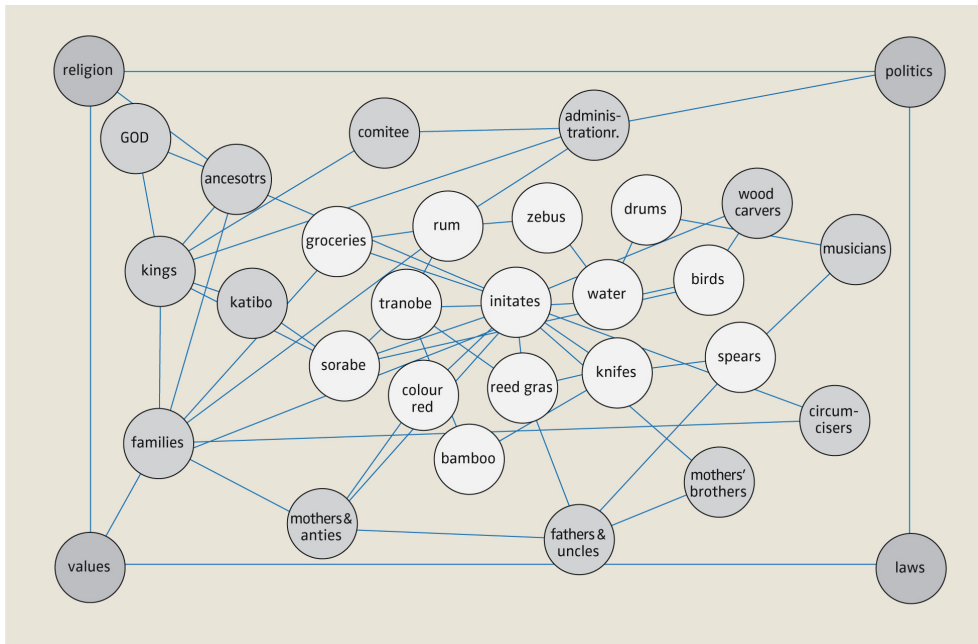 religion
politics
GOD
comitee
adminis-
trationr.
ancesotrs
wood
carvers
rum
zebus
drums
groceries
musicians
kings
katibo
tranobe
initates
water
birds
sorabe
colour
red
reed gras
knifes
spears
circum-
cisers
families
bamboo
mothers'
brothers
mothers &
anties
fathers &
uncles
values
laws